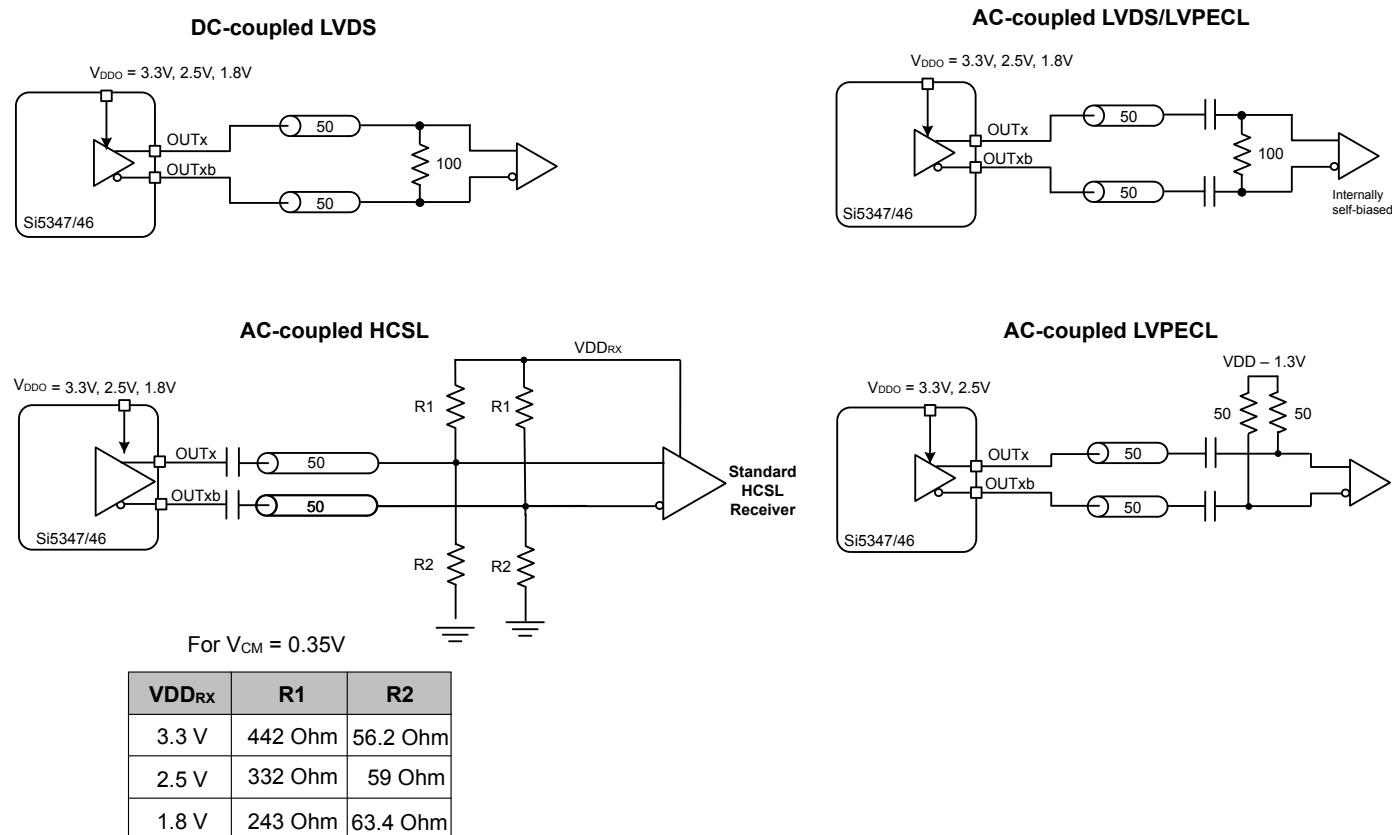 DC-coupled LVDS
VDDO = 3.3V, 2.5V, 1.8V
OUTx
50
OUTxb
50
100
Si5347/46
AC-coupled LVDS/LVPECL
VDDO = 3.3V, 2.5V, 1.8V
OUTx
50
OUTxb
50
100
Internally
self-biased
Si5347/46
AC-coupled HCSL
VDDRX
VDDO = 3.3V, 2.5V, 1.8V
R1
R1
OUTx
50
OUTxb
50
Standard
HCSL
Receiver
Si5347/46
R2
R2
For VCM = 0.35V
VDDRX R1 R2
3.3 V 442 Ohm 56.2 Ohm
2.5 V 332 Ohm 59 Ohm
1.8 V 243 Ohm 63.4 Ohm
AC-coupled LVPECL
VDD – 1.3V
VDDO = 3.3V, 2.5V
50
50
OUTx
50
OUTxb
50
Si5347/46